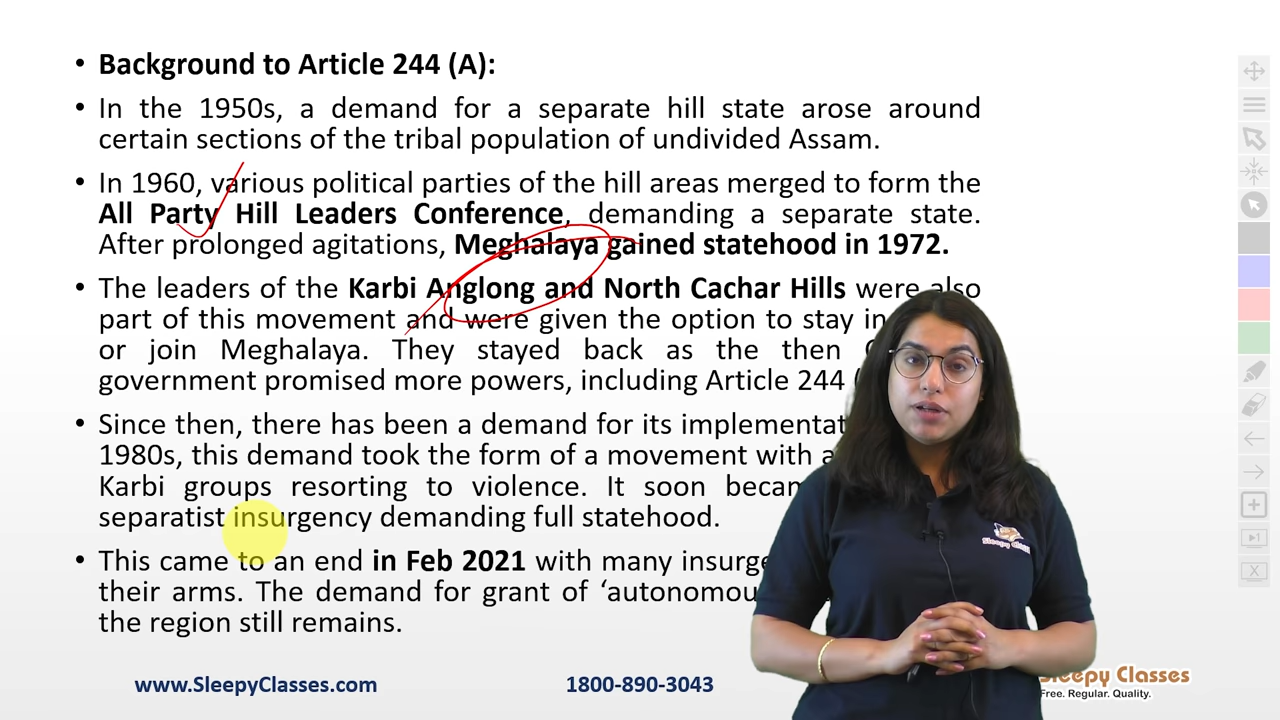 • Background to Article 244 (A):
• In the 1950s, a demand for a separate hill state arose around
certain sections of the tribal population of undivided Assam.
• In 1960, various political parties of the hill areas merged to form the
All Party Hill Leaders Conference, demanding a separate state.
After prolonged agitations, Meghalaya gained statehood in 1972.
• The leaders of the Karbi Anglong and North Cachar Hills were also
part of this movement and were given the option to stay in
or join Meghalaya. They stayed back as the then
government promised more powers, including Article 244
• Since then, there has been a demand for its
1980s, this demand took the form of a movement with
Karbi groups resorting to violence. It soon
separatist insurgency demanding full statehood.
• This came to an end in Feb 2021 with many
their arms. The demand for grant of
the region still remains.
www.SleepyClasses.com
1800-890-3043
Sleepy Classes
Free. Regular. Quality.